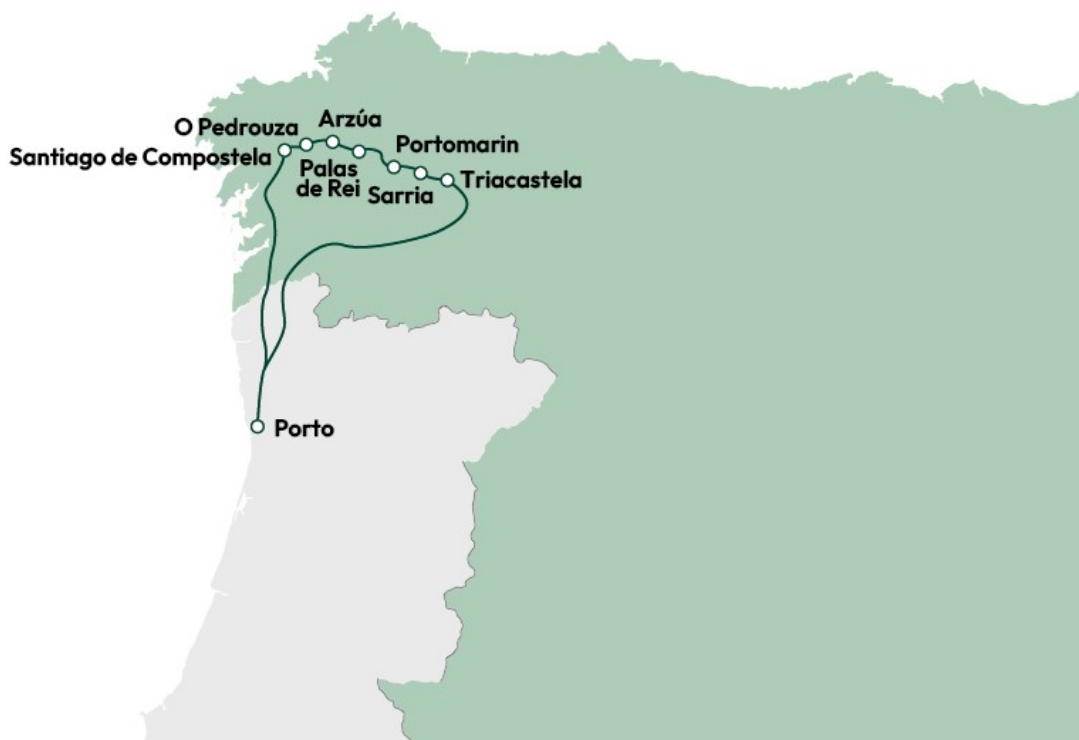 Arzúa
O Pedrouza
Portomarin
Santiago de Compostela
Palas
de Rei
Sarria
Triacastela
Porto